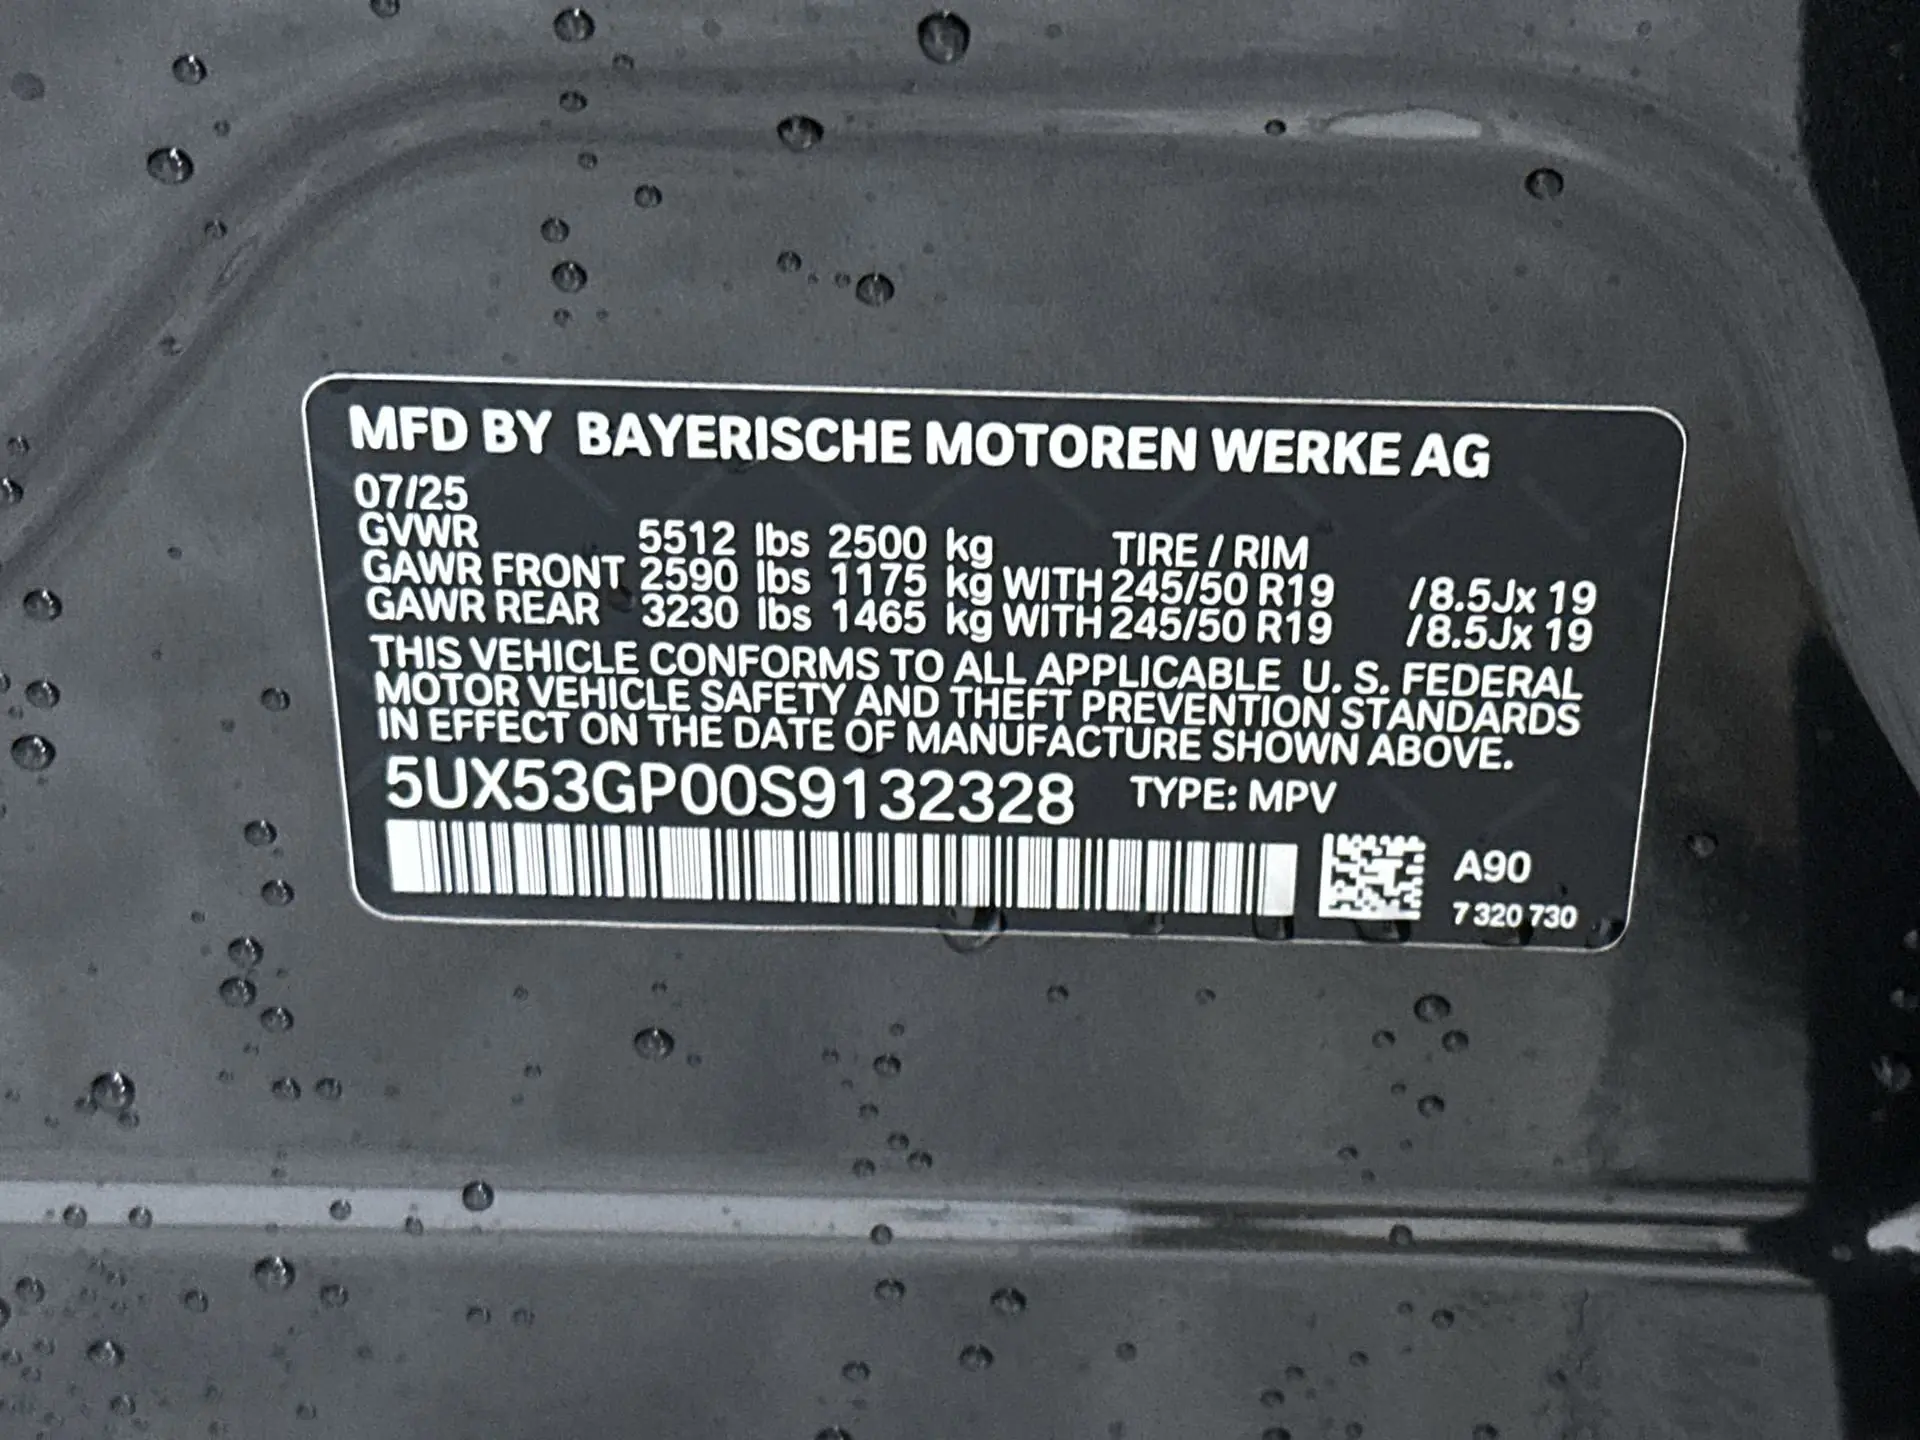 MFD BY BAYERISCHE MOTOREN WERKE AG
07/25
GVWR 5512 lbs 2500 kg TIRE / RIM
GAWR FRONT 2590 lbs 1175 kg WITH 245/50 R19 /8.5Jx 19
GAWR REAR 3230 lbs 1465 kg WITH 245/50 R19 /8.5Jx 19
THIS VEHICLE CONFORMS TO ALL APPLICABLE U. S. FEDERAL
MOTOR VEHICLE SAFETY AND THEFT PREVENTION STANDARDS
IN EFFECT ON THE DATE OF MANUFACTURE SHOWN ABOVE.
5UX53GP00S9132328 TYPE: MPV
A90
7 320 730